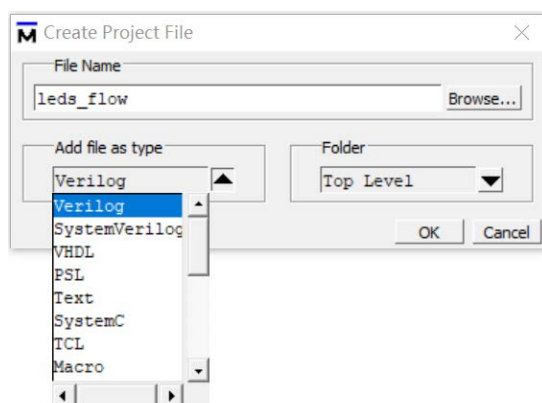 Create Project File
File Name
leds_flow
Browse...
Add file as type
Folder
Verilog
Top Level
Verilog
SystemVerilog
OK
Cancel
VHDL
PSL
Text
SystemC
TCL
Macro